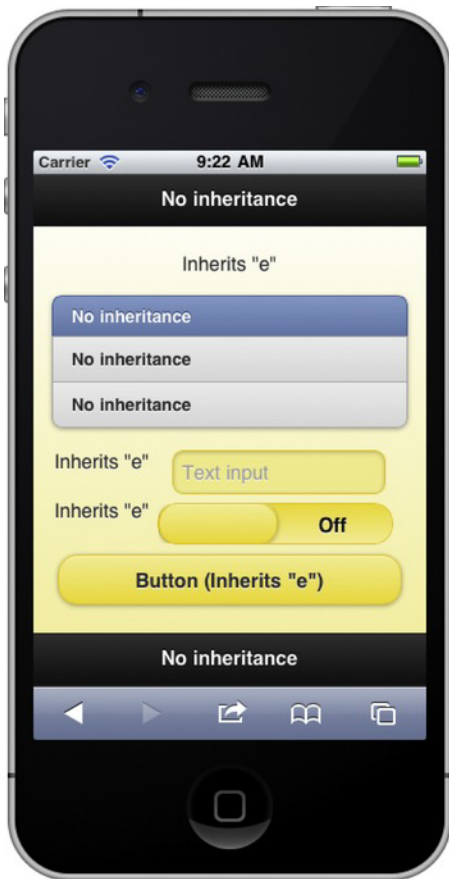 Carrier 9:22 AM
No inheritance
Inherits "e"
No inheritance
No inheritance
No inheritance
Inherits "e" Text input
Inherits "e" Off
Button (Inherits "e")
No inheritance